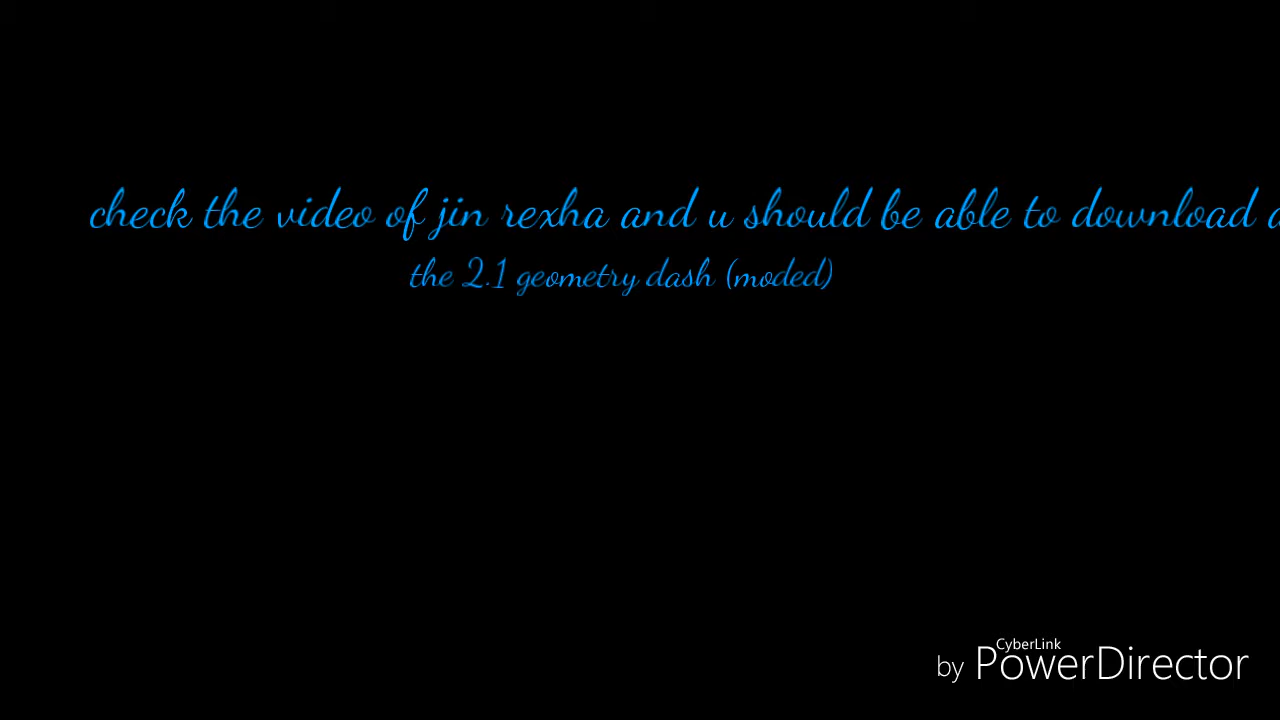 check the video of jin rexha and u should be able to download
the 2.1 geometry dash (moded)
CyberLink
by PowerDirector